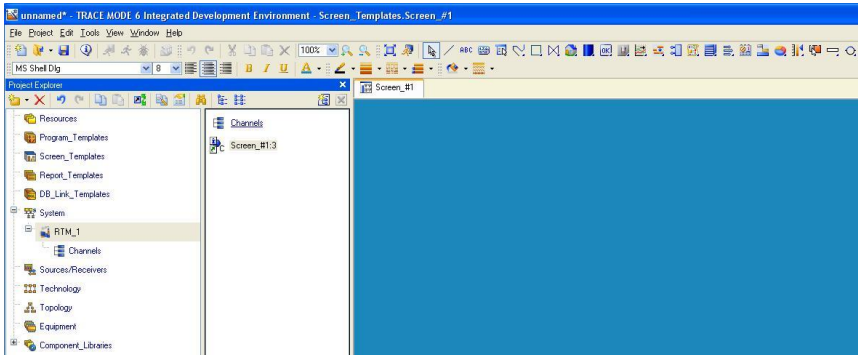 unnamed* - TRACE MODE 6 Integrated Development Environment - Screen_Templates.Screen_#1
File Project Edit Tools View Window Help
100%
ABC
OK
MS Shell Dlg 8 B I U A
Project Explorer
Screen_#1
Resources
Program_Templates
Screen_Templates
Report_Templates
DB_Link_Templates
System
RTM_1
Channels
Sources/Receivers
Technology
Topology
Equipment
Component_Libraries
Channels
C Screen_#1:3